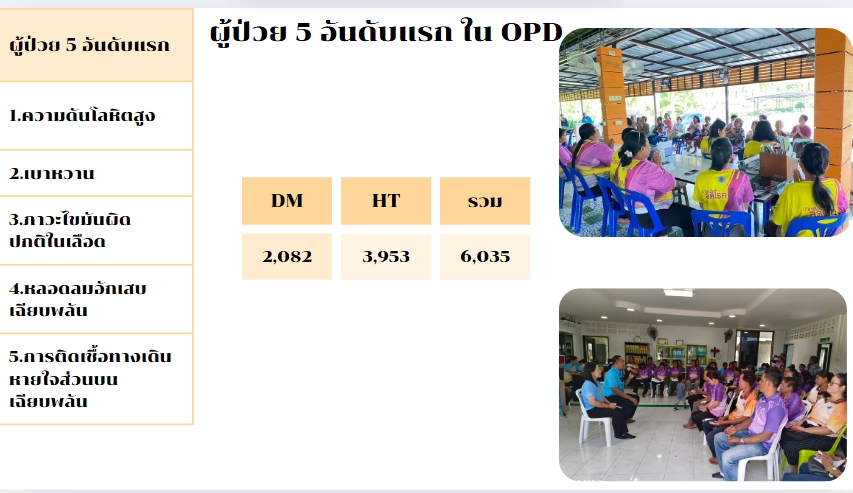 ผู้ป่วย 5 อันดับแรก ใน OPD
ผู้ป่วย 5 อันดับแรก
1.ความดันโลหิตสูง
2.เบาหวาน
3.ภาวะไขมันผิด
ปกติในเลือด
4.หลอดลมอักเสบ
เฉียบพลัน
5.การติดเชื้อทางเดิน
หายใจส่วนบน
เฉียบพลัน
DM HT รวม
2,082 3,953 6,035